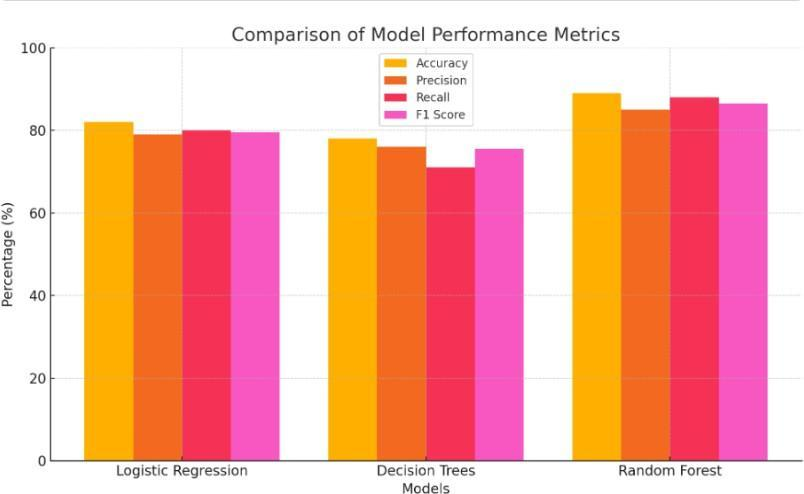 Comparison of Model Performance Metrics
100
80
60
40
20
0
Percentage (%)
Accuracy
Precision
Recall
F1 Score
Logistic Regression
Decision Trees
Random Forest
Models